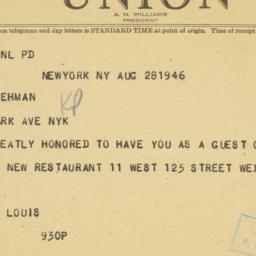 UNION
A. N. WILLIAMS
PRESIDENT
on telegrams and day letters is STANDARD TIME at point of origin. Time of receipt
NL PD
NEWYORK NY AUG 281946
EHMAN
KP
RK AVE NYK
EATLY HONORED TO HAVE YOU AS A GUEST O
NEW RESTAURANT 11 WEST 125 STREET WE
LOUIS
930P